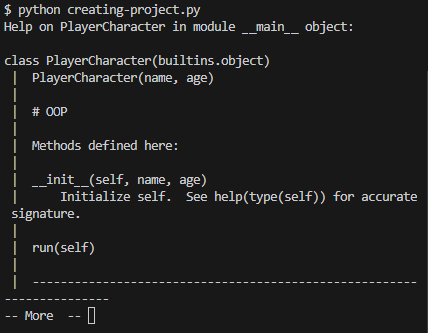 $ python creating-project.py
Help on PlayerCharacter in module __main__ object:
class PlayerCharacter(builtins.object)
 |  PlayerCharacter(name, age)
 |
 |  # OOP
 |
 |  Methods defined here:
 |
 |  __init__(self, name, age)
 |      Initialize self.  See help(type(self)) for accurate
 signature.
 |
 |  run(self)
 |
 |  -------------------------------------------------------
---------------
-- More  --